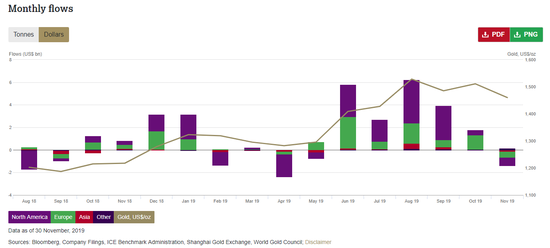 Monthly flows
Tonnes Dollars PDF PNG
Flows (US$ bn) Gold, US$/oz
8 1,600
6 1,500
4 1,400
2 1,300
0 1,200
-2
-4 1,100
Aug 18 Sep 18 Oct 18 Nov 18 Dec 18 Jan 19 Feb 19 Mar 19 Apr 19 May 19 Jun 19 Jul 19 Aug 19 Sep 19 Oct 19 Nov 19
North America Europe Asia Other Gold, US$/oz
Data as of 30 November, 2019
Sources: Bloomberg, Company Filings, ICE Benchmark Administration, Shanghai Gold Exchange, World Gold Council; Disclaimer